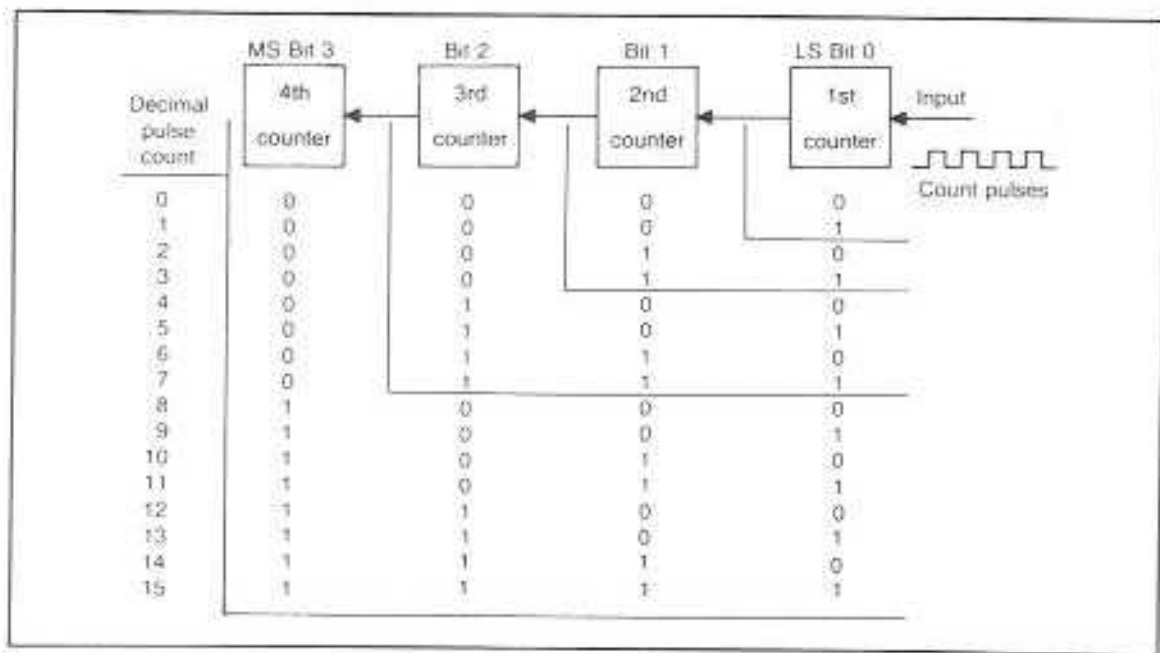 MS Bit 3 Bit 2 Bit 1 LS Bit 0
4th 3rd 2nd 1st Input
counter counter counter counter
Decimal
pulse
count
Count pulses
0 0 0 0 0
1 0 0 0 1
2 0 0 1 0
3 0 0 1 1
4 0 1 0 0
5 0 1 0 1
6 0 1 1 0
7 0 1 1 1
8 1 0 0 0
9 1 0 0 1
10 1 0 1 0
11 1 0 1 1
12 1 1 0 0
13 1 1 0 1
14 1 1 1 0
15 1 1 1 1